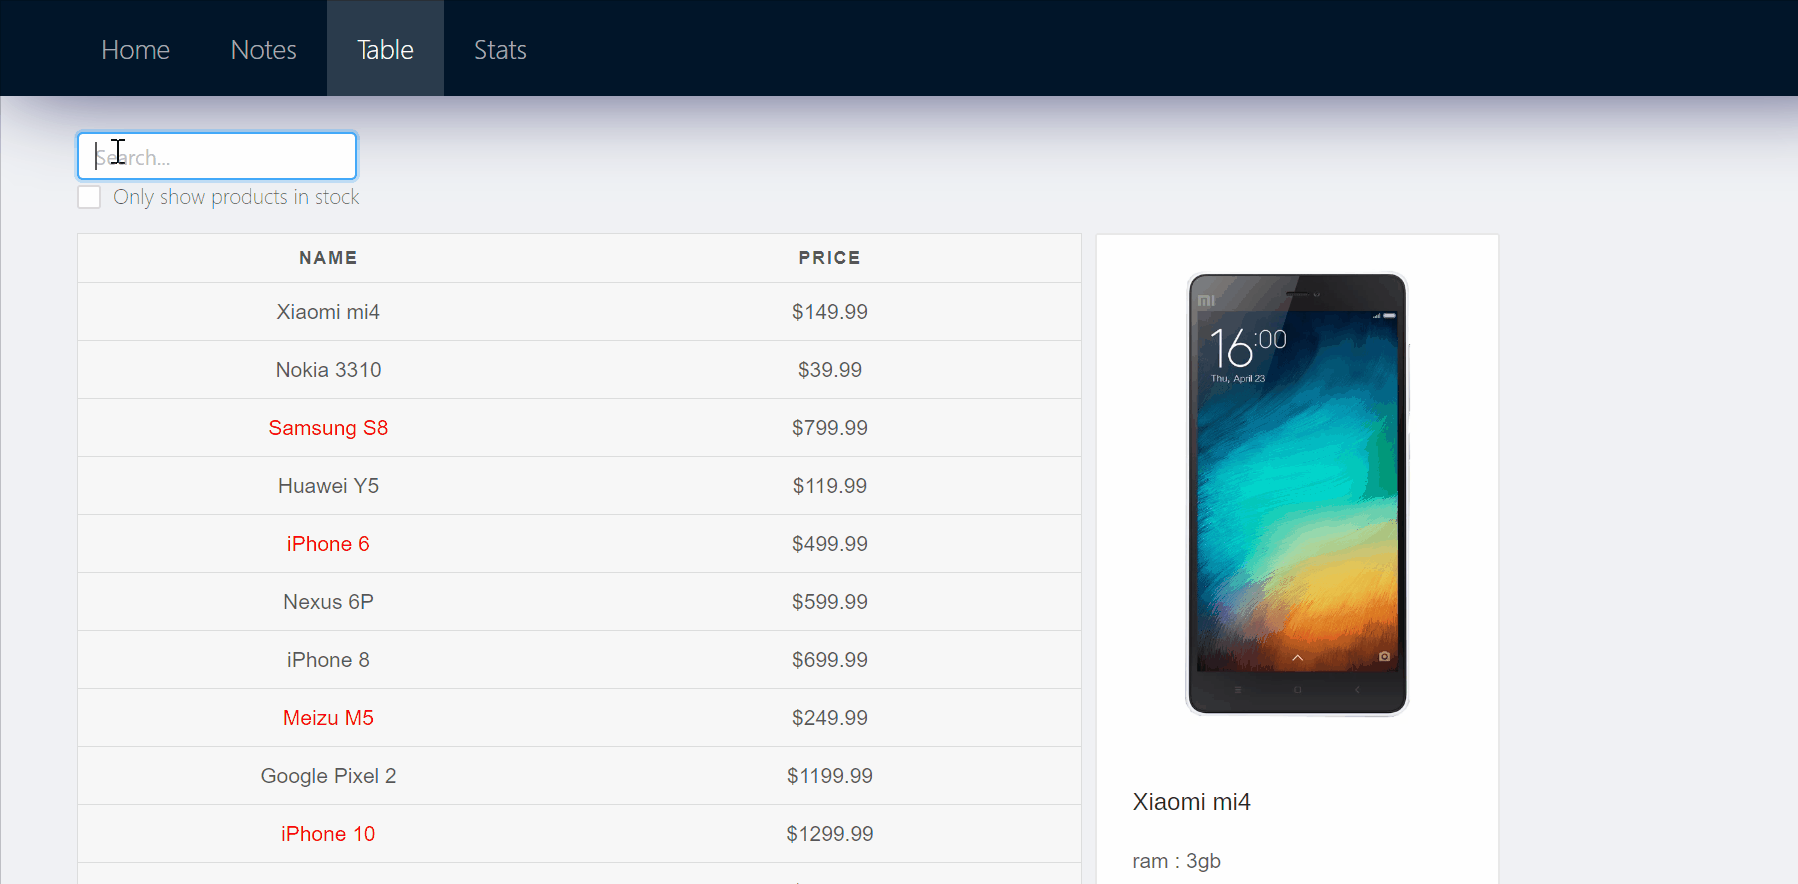 Home Notes Table Stats
Search...
Only show products in stock
NAME PRICE
Xiaomi mi4 $149.99
Nokia 3310 $39.99
Samsung S8 $799.99
Huawei Y5 $119.99
iPhone 6 $499.99
Nexus 6P $599.99
iPhone 8 $699.99
Meizu M5 $249.99
Google Pixel 2 $1199.99
iPhone 10 $1299.99
MI
16:00
Thu, April 23
Xiaomi mi4
ram : 3gb